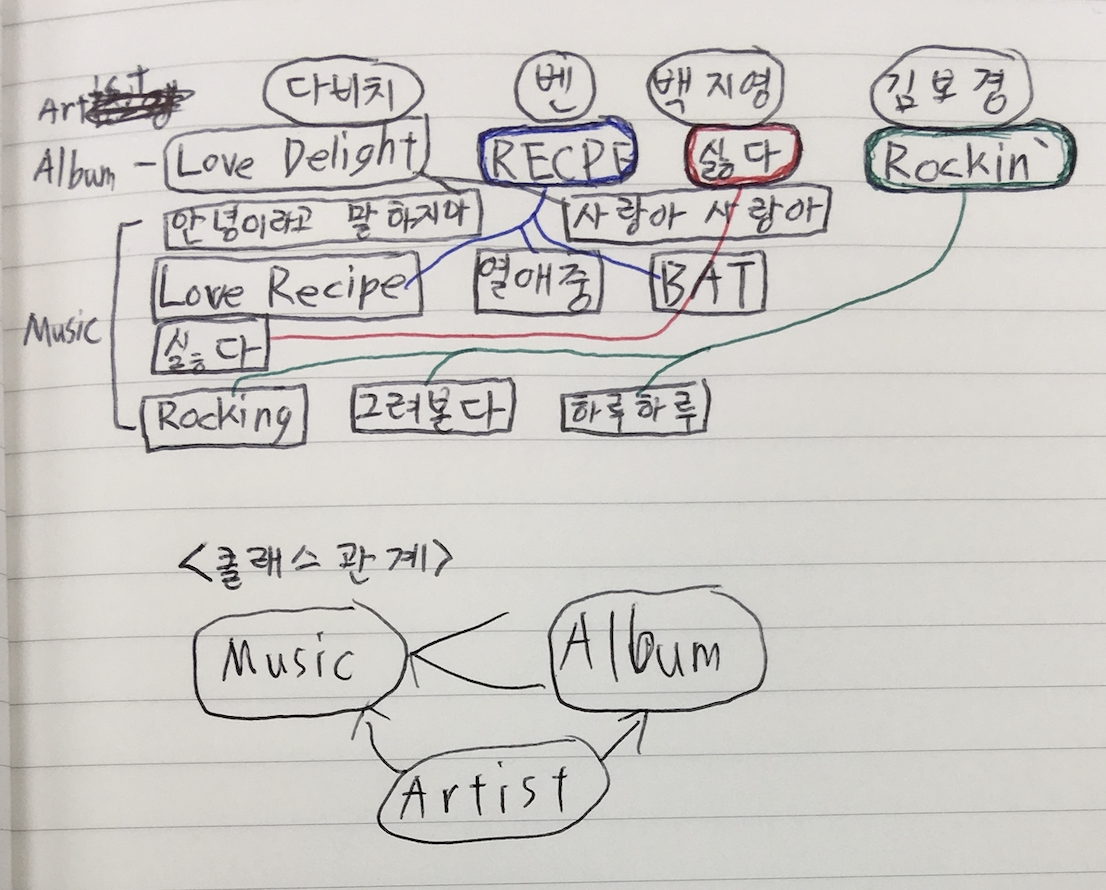 Artist 다비치 벤 백지영 김보경
Album - Love Delight RECPE 싫다 Rockin`
안녕이라고 말하지마 사랑아 사랑아
Love Recipe 열애중 BAT
Music 싫다
Rocking 그려본다 하루하루
<클래스 관계>
Music Album
Artist